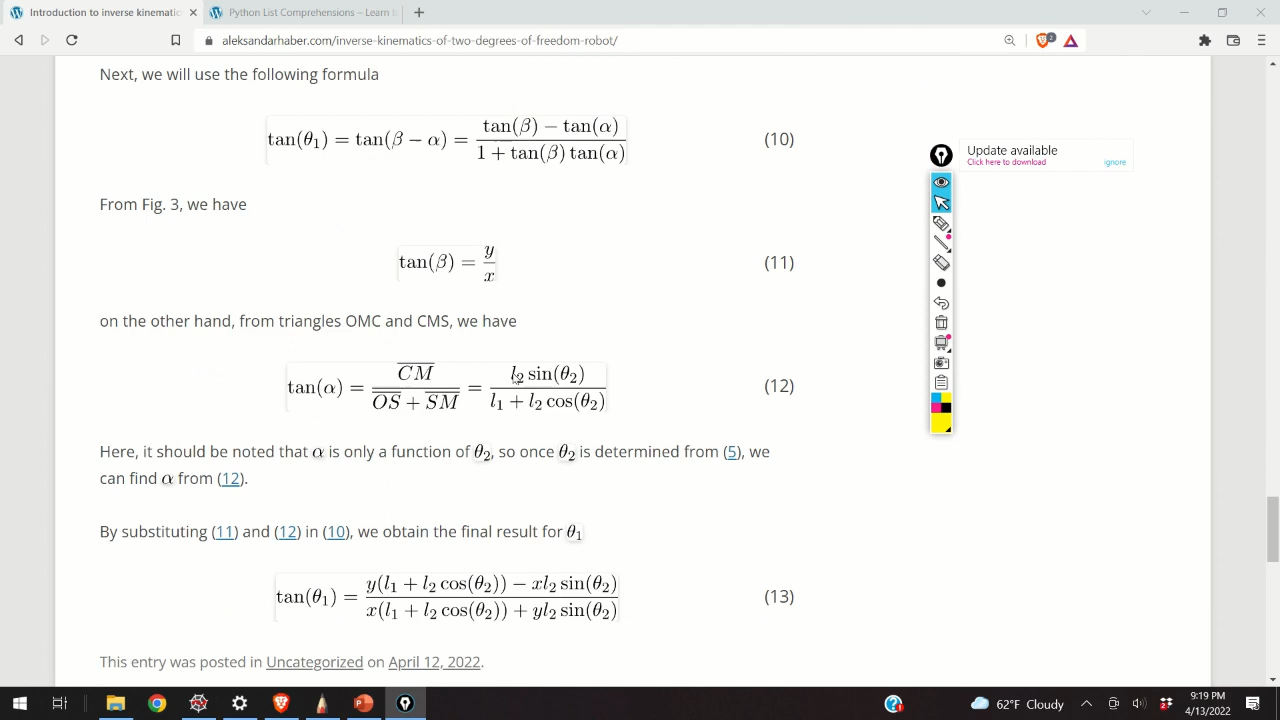 Introduction to inverse kinematic
Python List Comprehensions – Learn
aleksandarhaber.com/inverse-kinematics-of-two-degrees-of-freedom-robot/
Next, we will use the following formula
tan(θ₁) = tan(β − α) = (tan(β) − tan(α)) / (1 + tan(β) tan(α)) (10)
From Fig. 3, we have
tan(β) = y / x (11)
on the other hand, from triangles OMC and CMS, we have
tan(α) = CM / (OS + SM) = l₂ sin(θ₂) / (l₁ + l₂ cos(θ₂)) (12)
Here, it should be noted that α is only a function of θ₂, so once θ₂ is determined from (5), we
can find α from (12).
By substituting (11) and (12) in (10), we obtain the final result for θ₁
tan(θ₁) = (y(l₁ + l₂ cos(θ₂)) − xl₂ sin(θ₂)) / (x(l₁ + l₂ cos(θ₂)) + yl₂ sin(θ₂)) (13)
This entry was posted in Uncategorized on April 12, 2022.
Update available
Click here to download ignore
62°F Cloudy
9:19 PM
4/13/2022